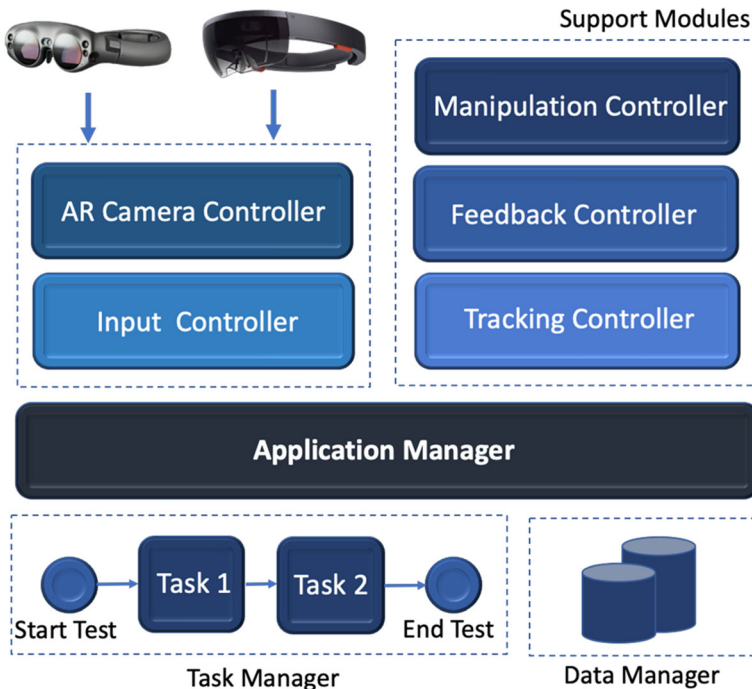 Support Modules
Manipulation Controller
AR Camera Controller
Feedback Controller
Input Controller
Tracking Controller
Application Manager
Task 1
Task 2
Start Test
End Test
Task Manager
Data Manager